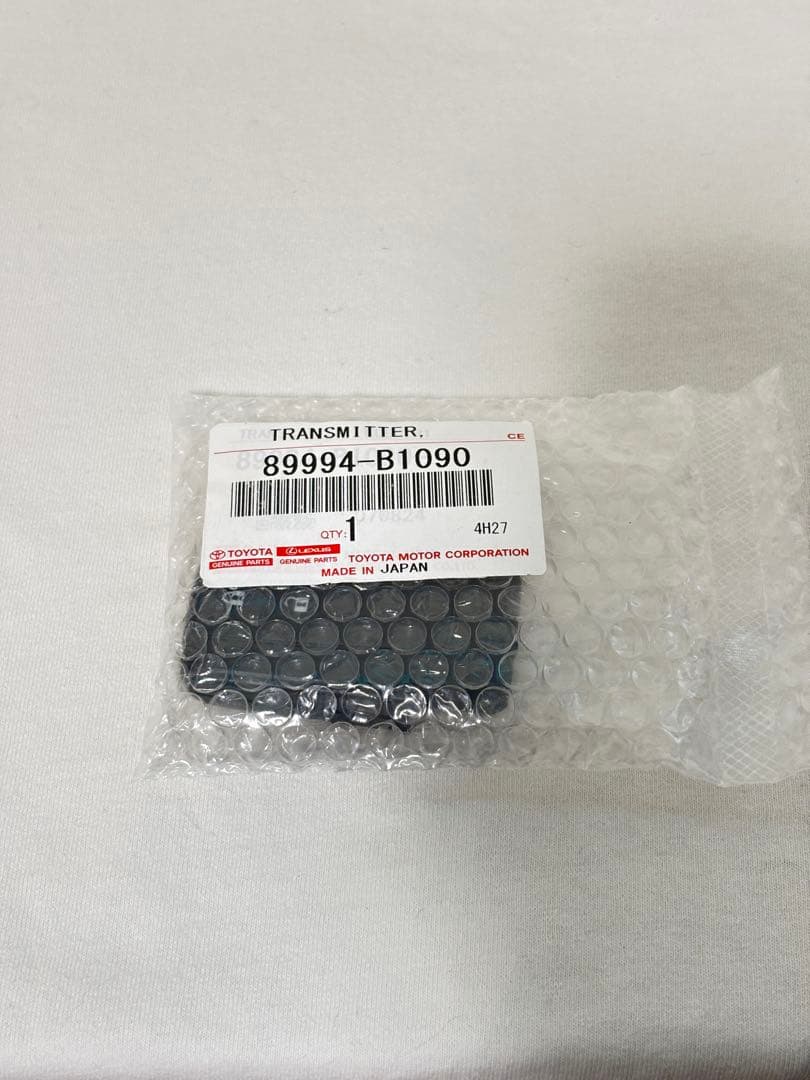 TRANSMITTER,
CE
89994-B1090
QTY: 1
4H27
TOYOTA LEXUS
GENUINE PARTS GENUINE PARTS TOYOTA MOTOR CORPORATION
MADE IN JAPAN